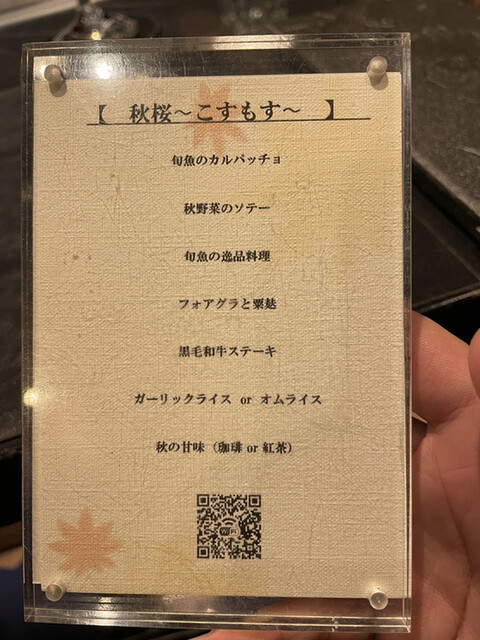 【 秋桜～こすもす～ 】
旬魚のカルパッチョ
秋野菜のソテー
旬魚の逸品料理
フォアグラと粟麩
黒毛和牛ステーキ
ガーリックライス or オムライス
秋の甘味（珈琲 or 紅茶）
WiFi